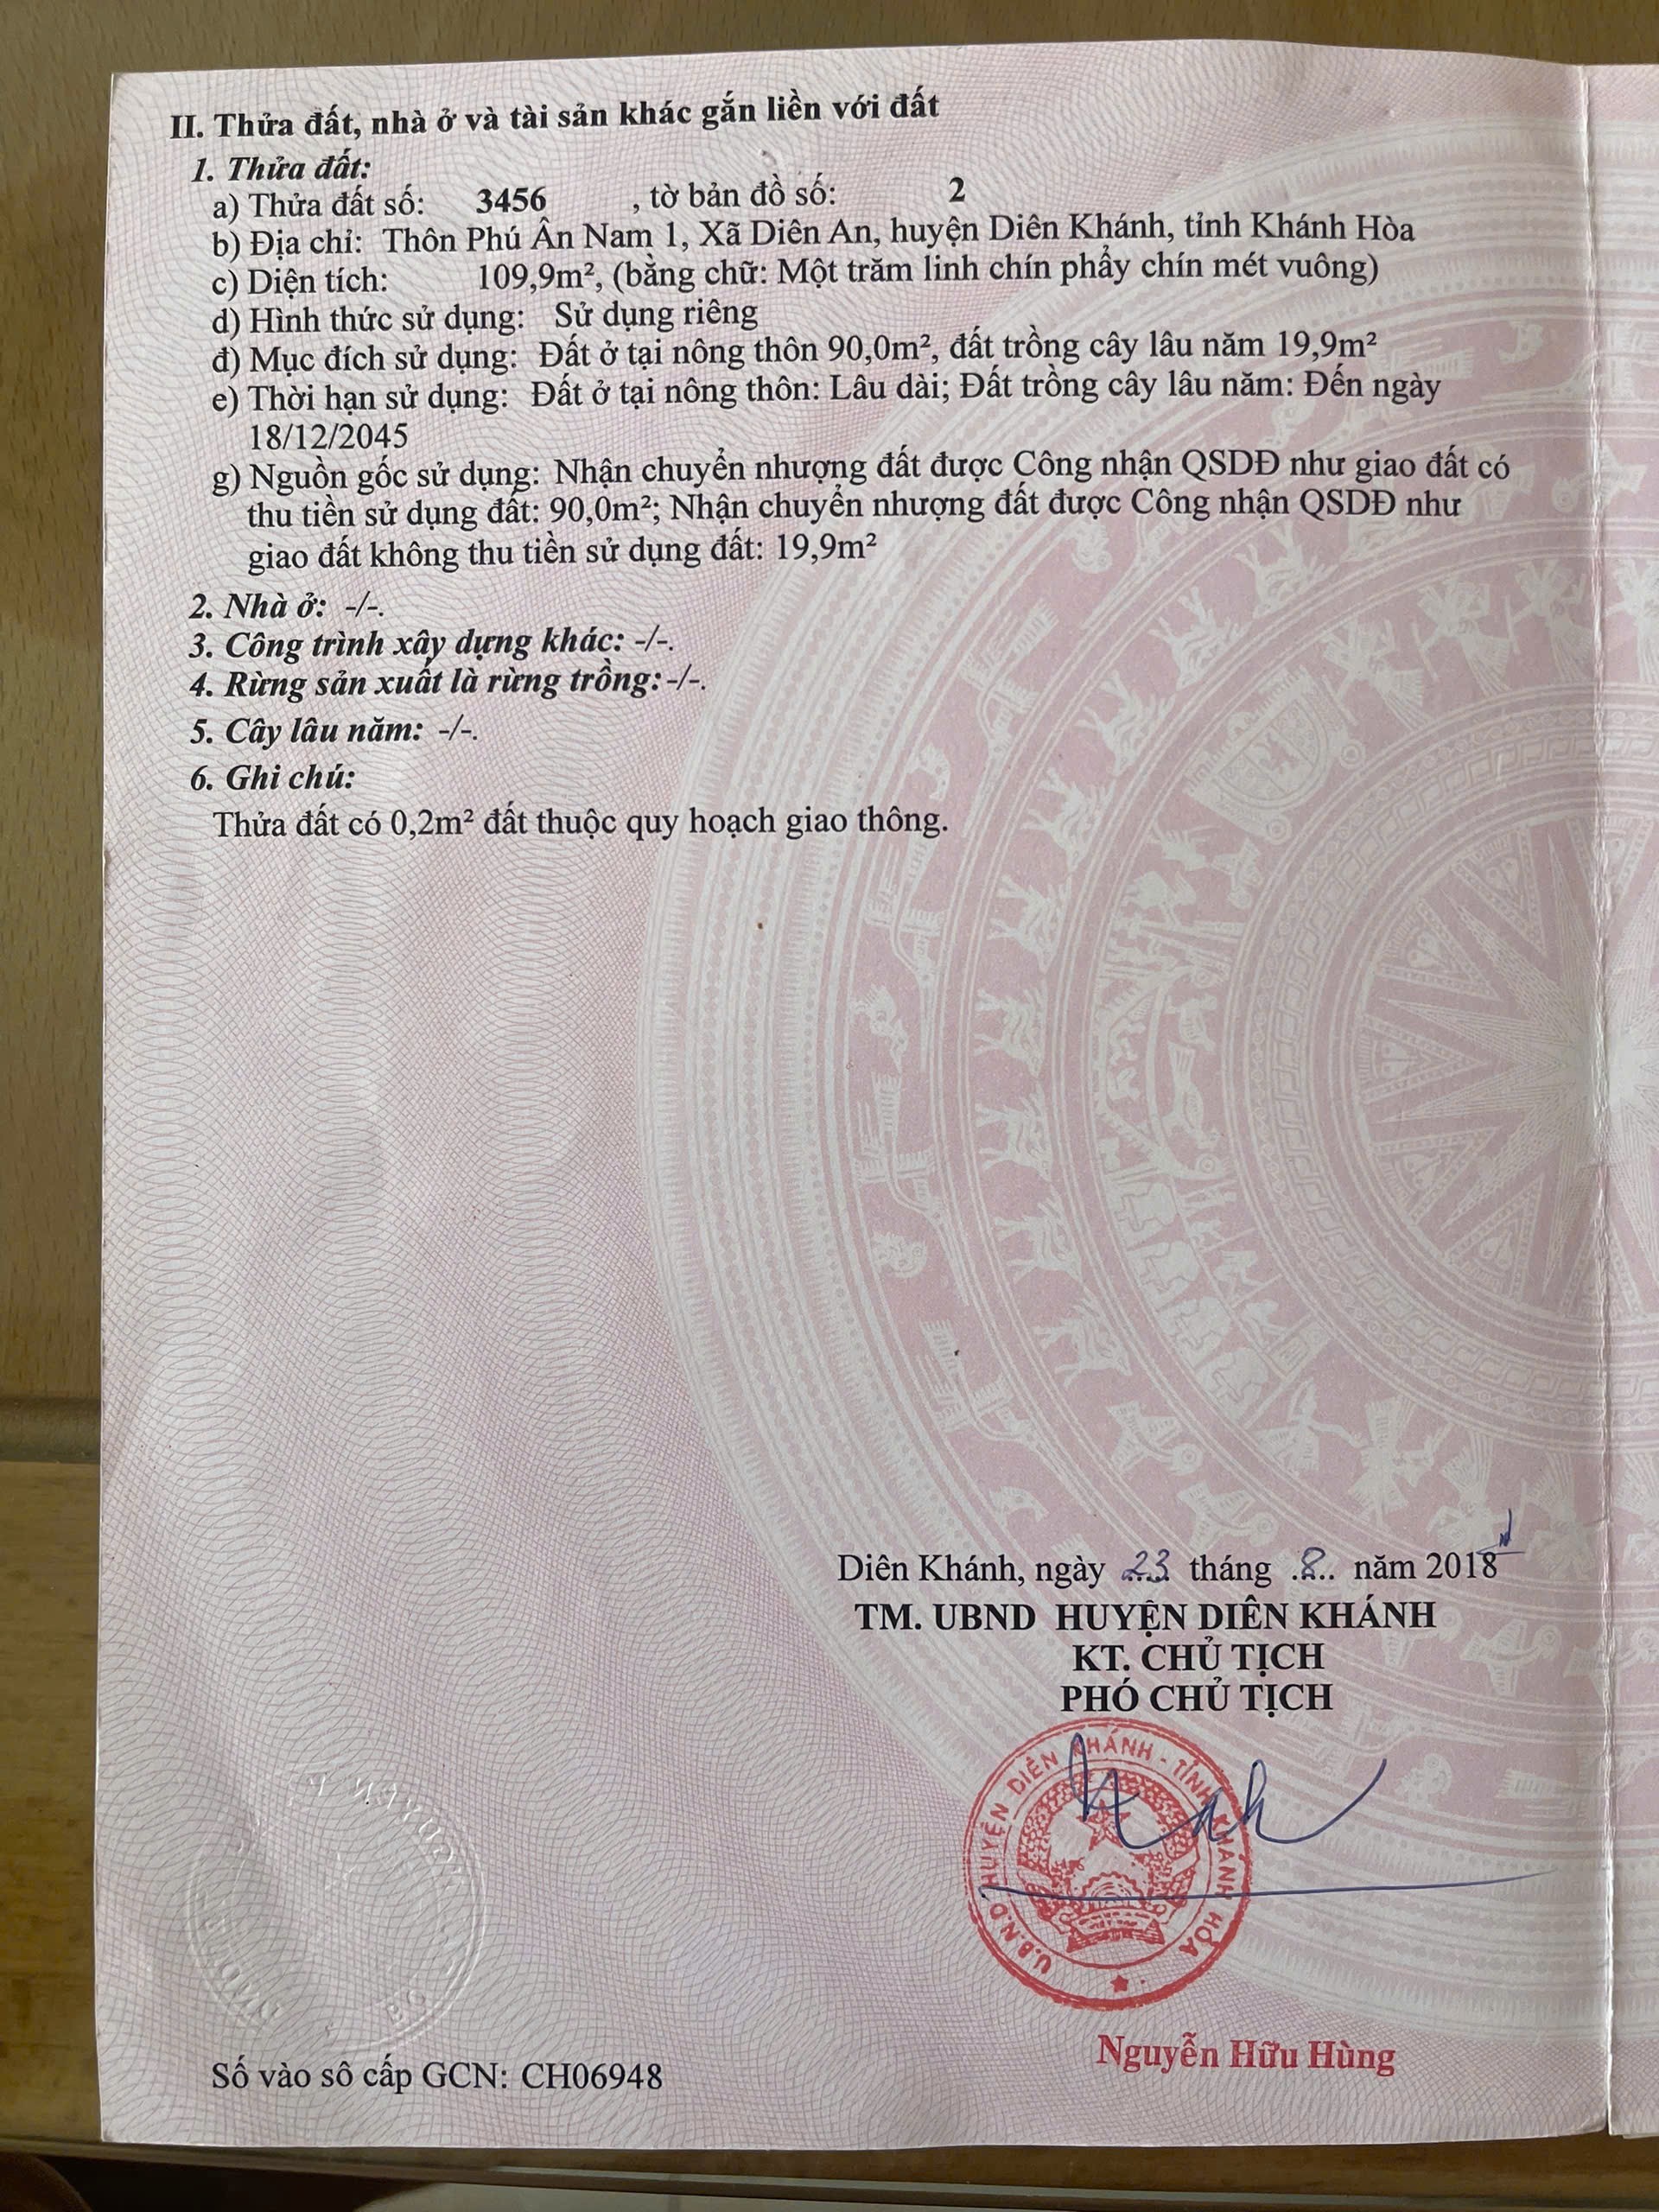 II. Thửa đất, nhà ở và tài sản khác gắn liền với đất
1. Thửa đất:
a) Thửa đất số: 3456 , tờ bản đồ số: 2
b) Địa chỉ: Thôn Phú Ân Nam 1, Xã Diên An, huyện Diên Khánh, tỉnh Khánh Hòa
c) Diện tích: 109,9m², (bằng chữ: Một trăm linh chín phẩy chín mét vuông)
d) Hình thức sử dụng: Sử dụng riêng
đ) Mục đích sử dụng: Đất ở tại nông thôn 90,0m², đất trồng cây lâu năm 19,9m²
e) Thời hạn sử dụng: Đất ở tại nông thôn: Lâu dài; Đất trồng cây lâu năm: Đến ngày
18/12/2045
g) Nguồn gốc sử dụng: Nhận chuyển nhượng đất được Công nhận QSDĐ như giao đất có
thu tiền sử dụng đất: 90,0m²; Nhận chuyển nhượng đất được Công nhận QSDĐ như
giao đất không thu tiền sử dụng đất: 19,9m²
2. Nhà ở: -/-.
3. Công trình xây dựng khác: -/-.
4. Rừng sản xuất là rừng trồng: -/-.
5. Cây lâu năm: -/-.
6. Ghi chú:
Thửa đất có 0,2m² đất thuộc quy hoạch giao thông.
Diên Khánh, ngày 23 tháng .8.. năm 2018
TM. UBND HUYỆN DIÊN KHÁNH
KT. CHỦ TỊCH
PHÓ CHỦ TỊCH
U.B.N.D HUYỆN DIÊN KHÁNH - TỈNH KHÁNH HÒA
Nguyễn Hữu Hùng
Số vào sô cấp GCN: CH06948